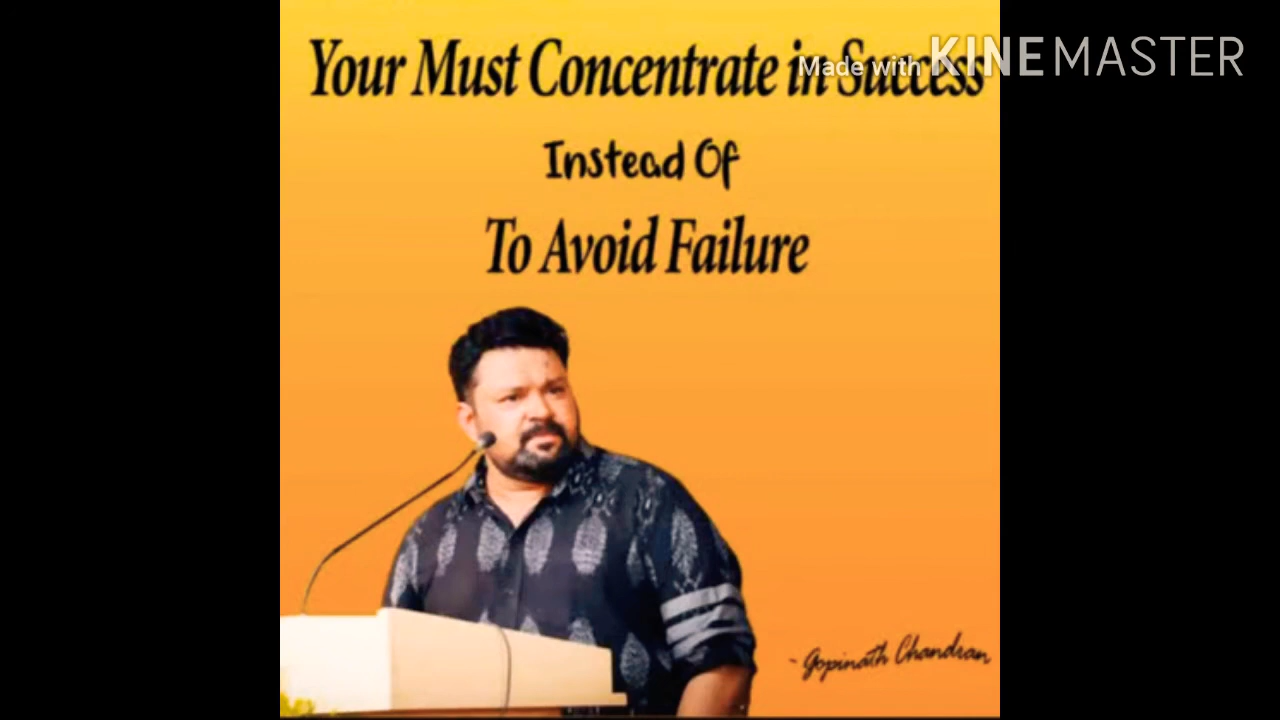 Your Must Concentrate in Success
Made with KINEMASTER
Instead Of
To Avoid Failure
- Gopinath Chandran